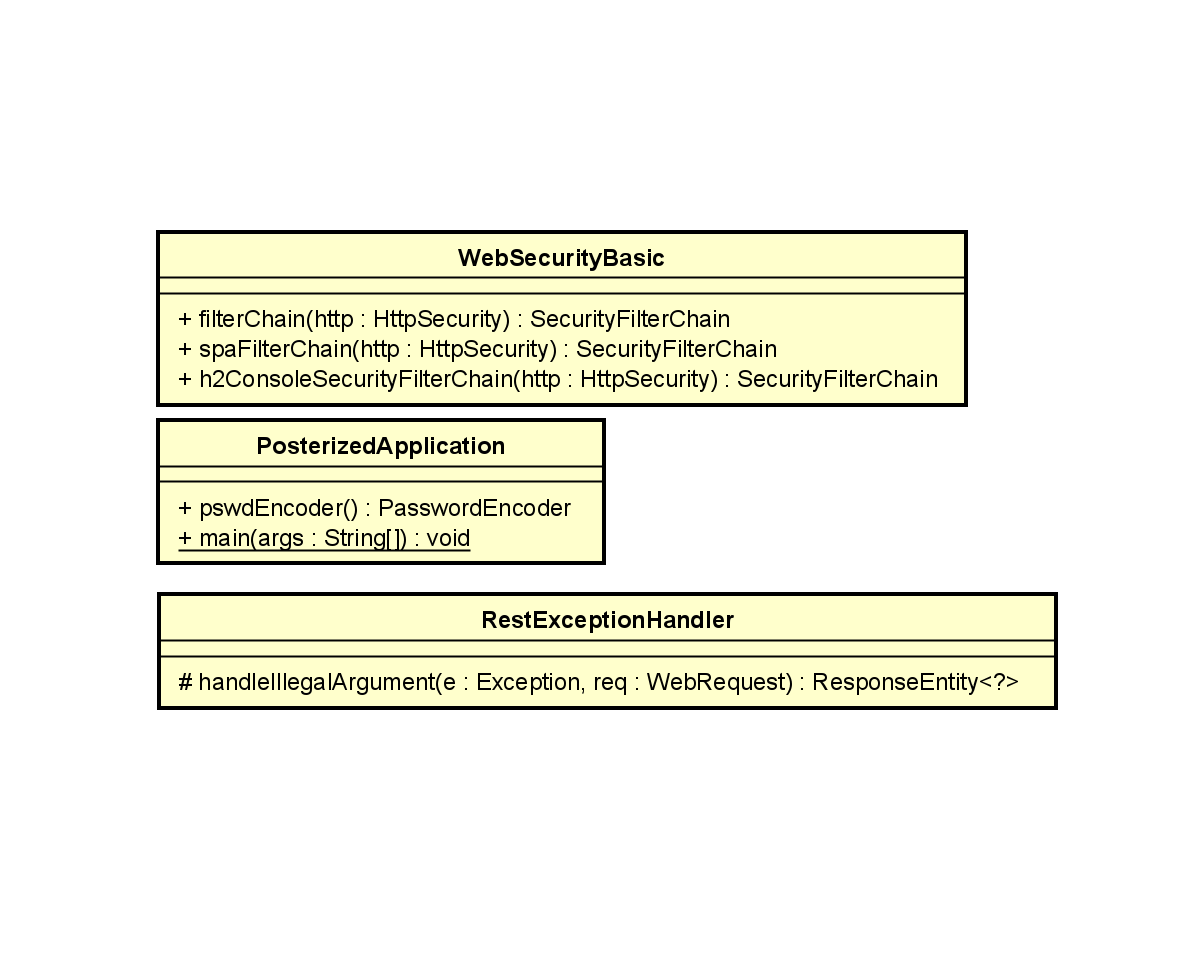 WebSecurityBasic
+ filterChain(http : HttpSecurity) : SecurityFilterChain
+ spaFilterChain(http : HttpSecurity) : SecurityFilterChain
+ h2ConsoleSecurityFilterChain(http : HttpSecurity) : SecurityFilterChain
PosterizedApplication
+ pswdEncoder() : PasswordEncoder
+ main(args : String[]) : void
RestExceptionHandler
# handleIllegalArgument(e : Exception, req : WebRequest) : ResponseEntity<?>